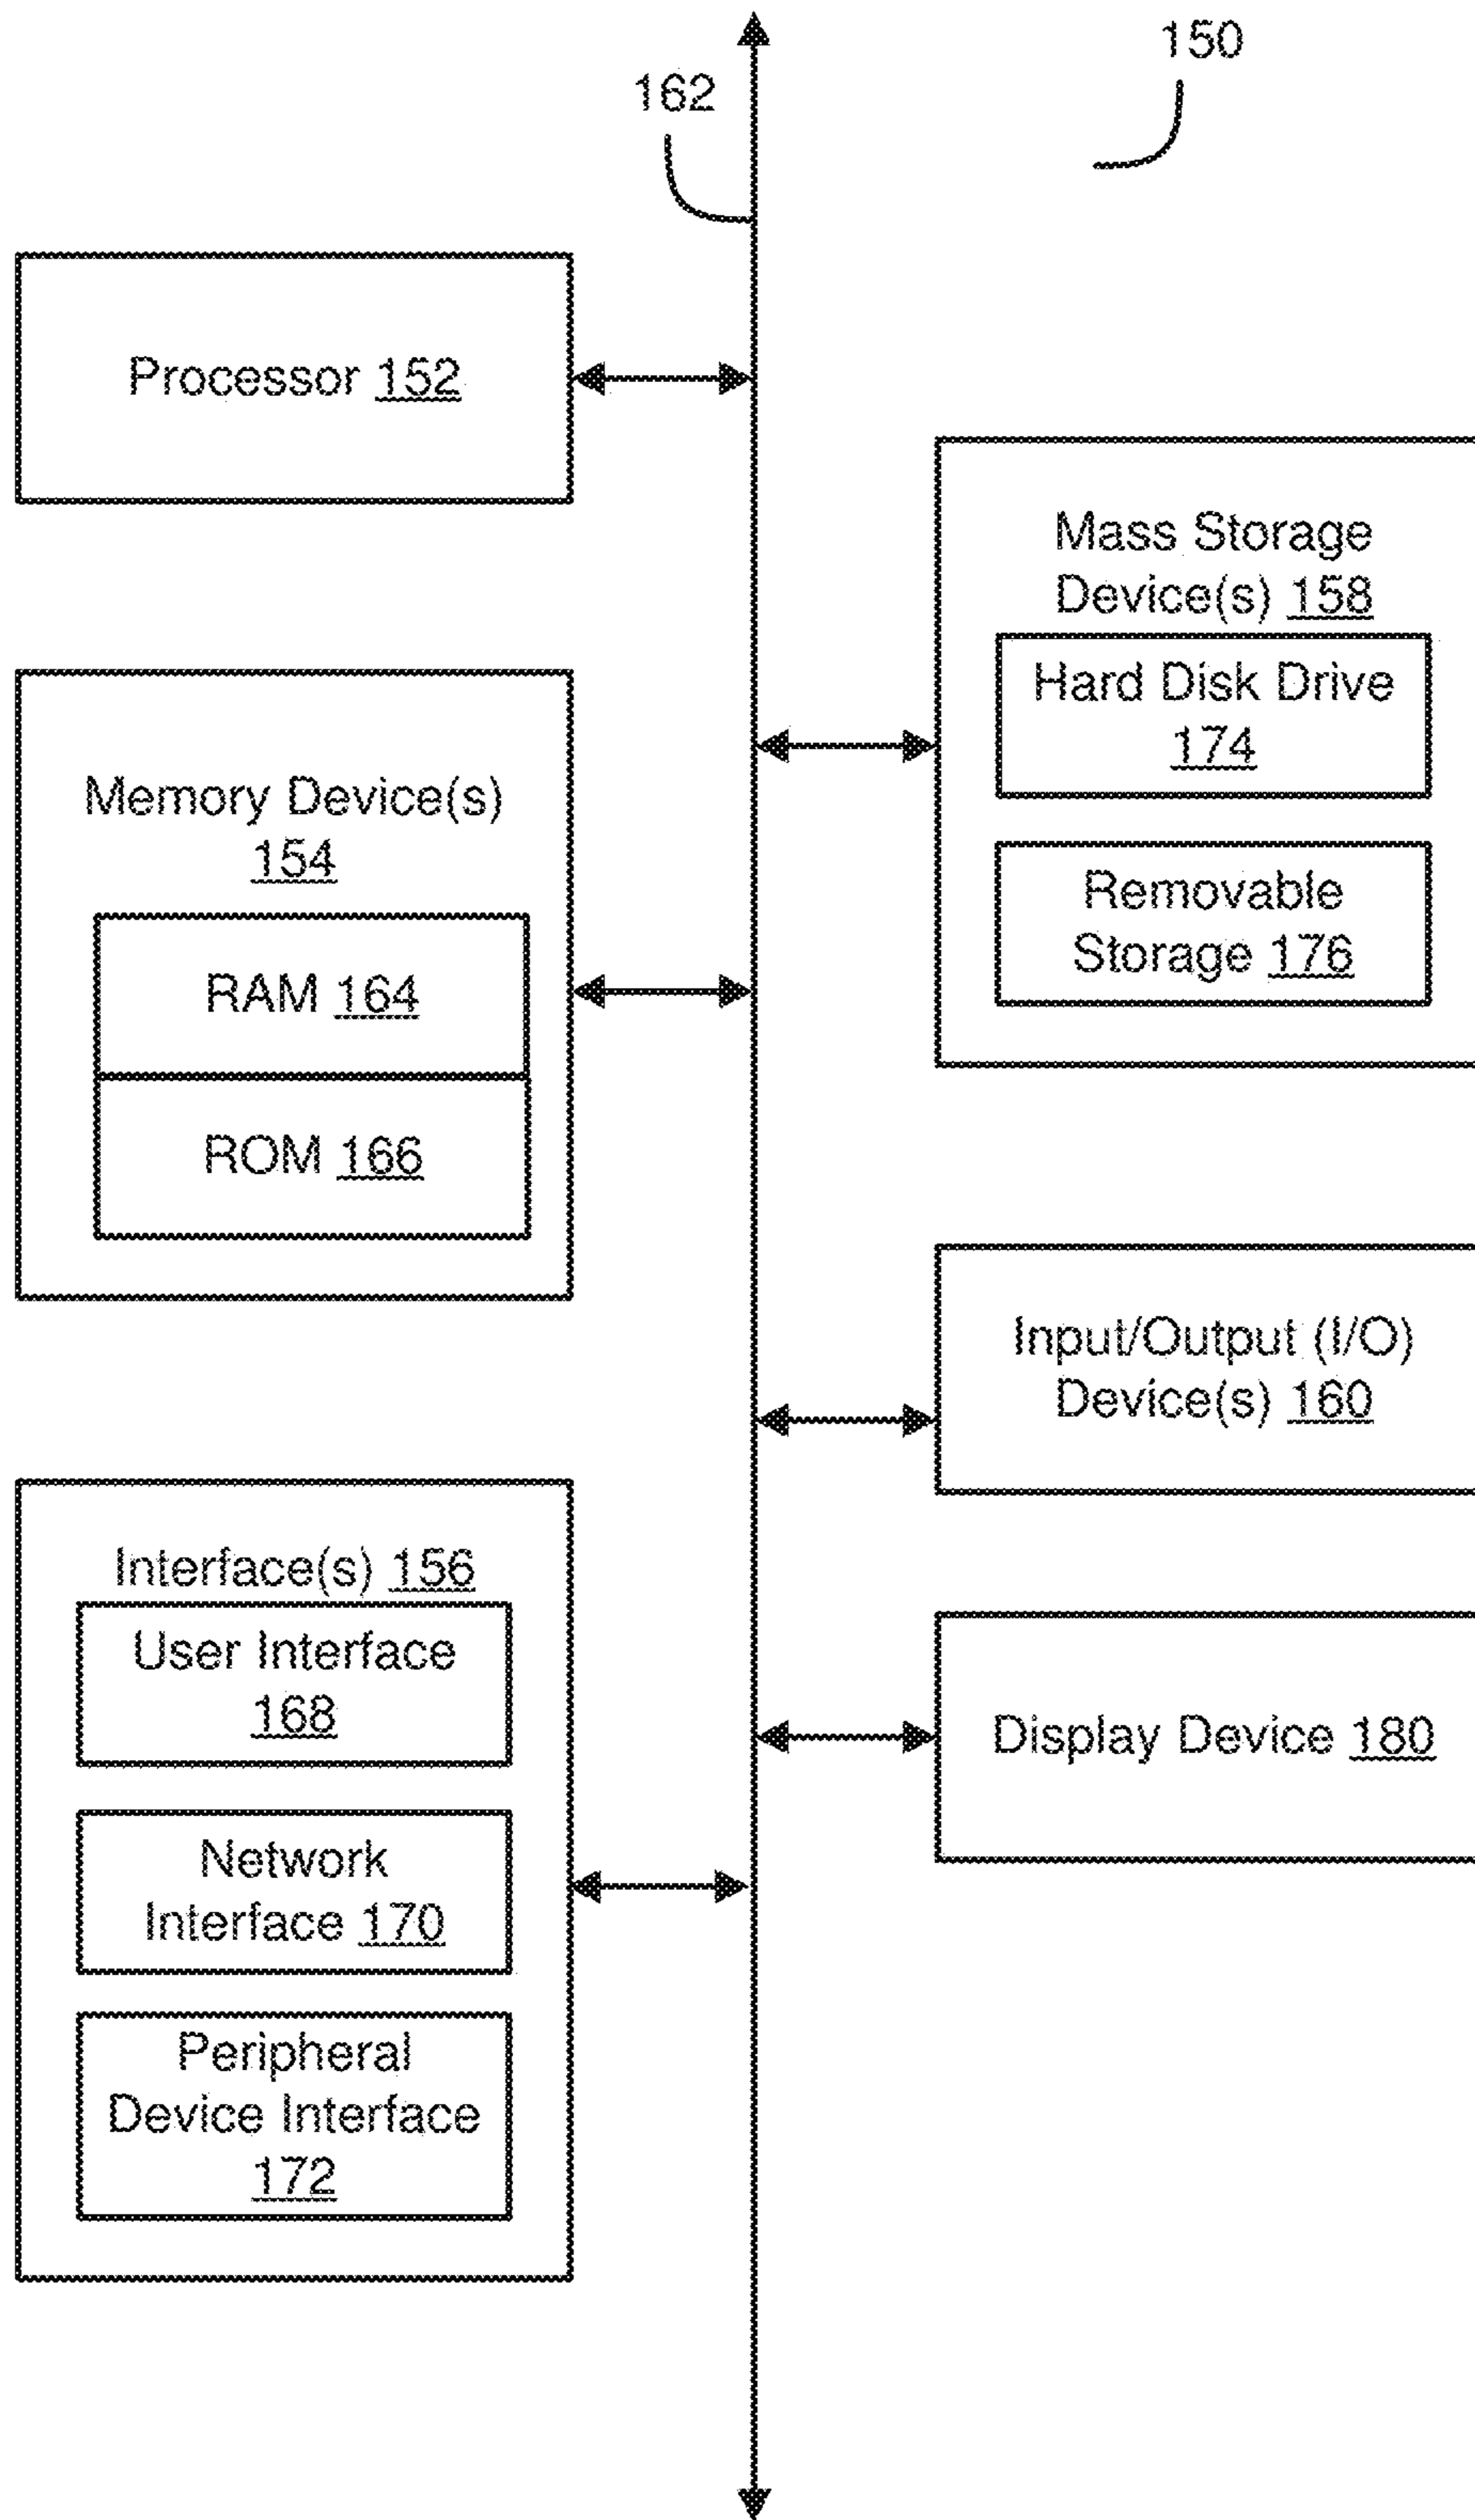 150
162
Processor 152
Mass Storage
Device(s) 158
Hard Disk Drive
174
Removable
Storage 176
Memory Device(s)
154
RAM 164
ROM 166
Input/Output (I/O)
Device(s) 160
Interface(s) 156
User Interface
168
Network
Interface 170
Peripheral
Device Interface
172
Display Device 180